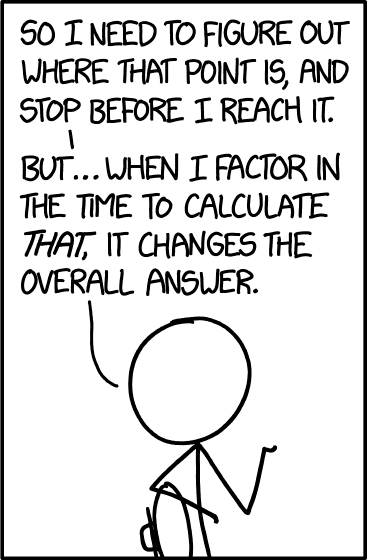 SO I NEED TO FIGURE OUT
WHERE THAT POINT IS, AND
STOP BEFORE I REACH IT.
BUT... WHEN I FACTOR IN
THE TIME TO CALCULATE
THAT, IT CHANGES THE
OVERALL ANSWER.